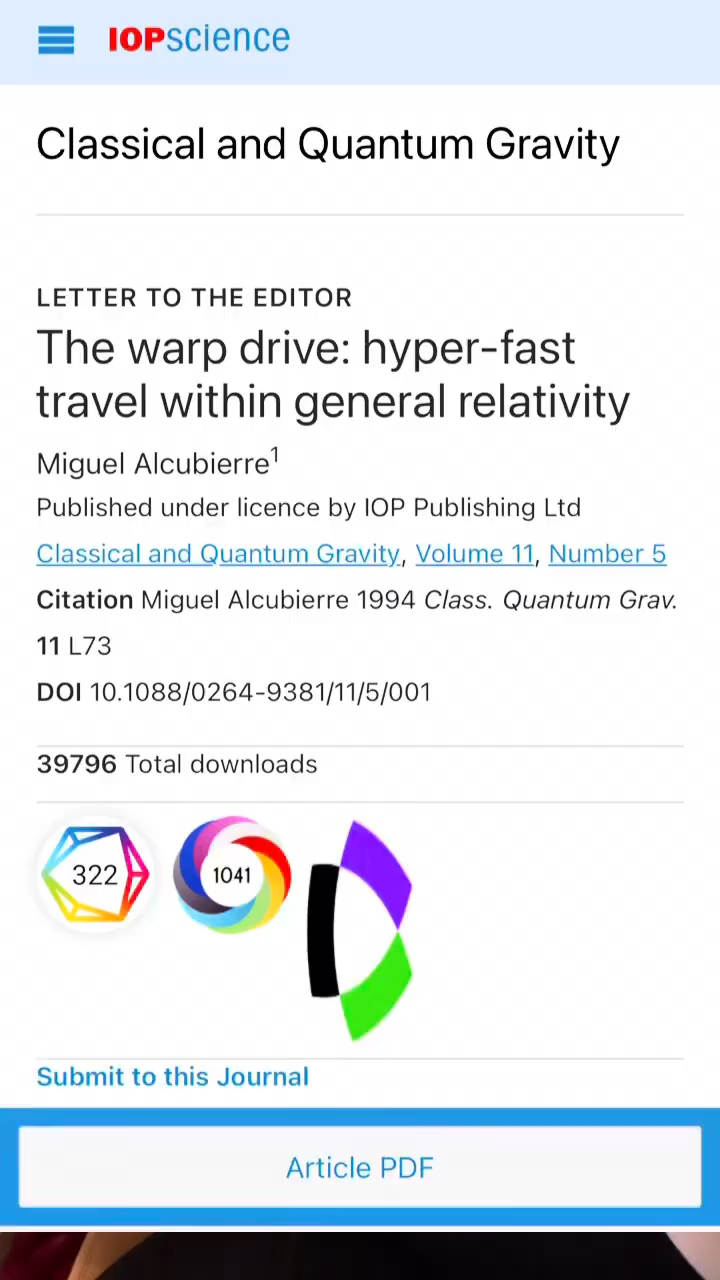 IOPscience
Classical and Quantum Gravity
LETTER TO THE EDITOR
The warp drive: hyper-fast
travel within general relativity
Miguel Alcubierre1
Published under licence by IOP Publishing Ltd
Classical and Quantum Gravity, Volume 11, Number 5
Citation Miguel Alcubierre 1994 Class. Quantum Grav.
11 L73
DOI 10.1088/0264-9381/11/5/001
39796 Total downloads
322 1041
Submit to this Journal
Article PDF